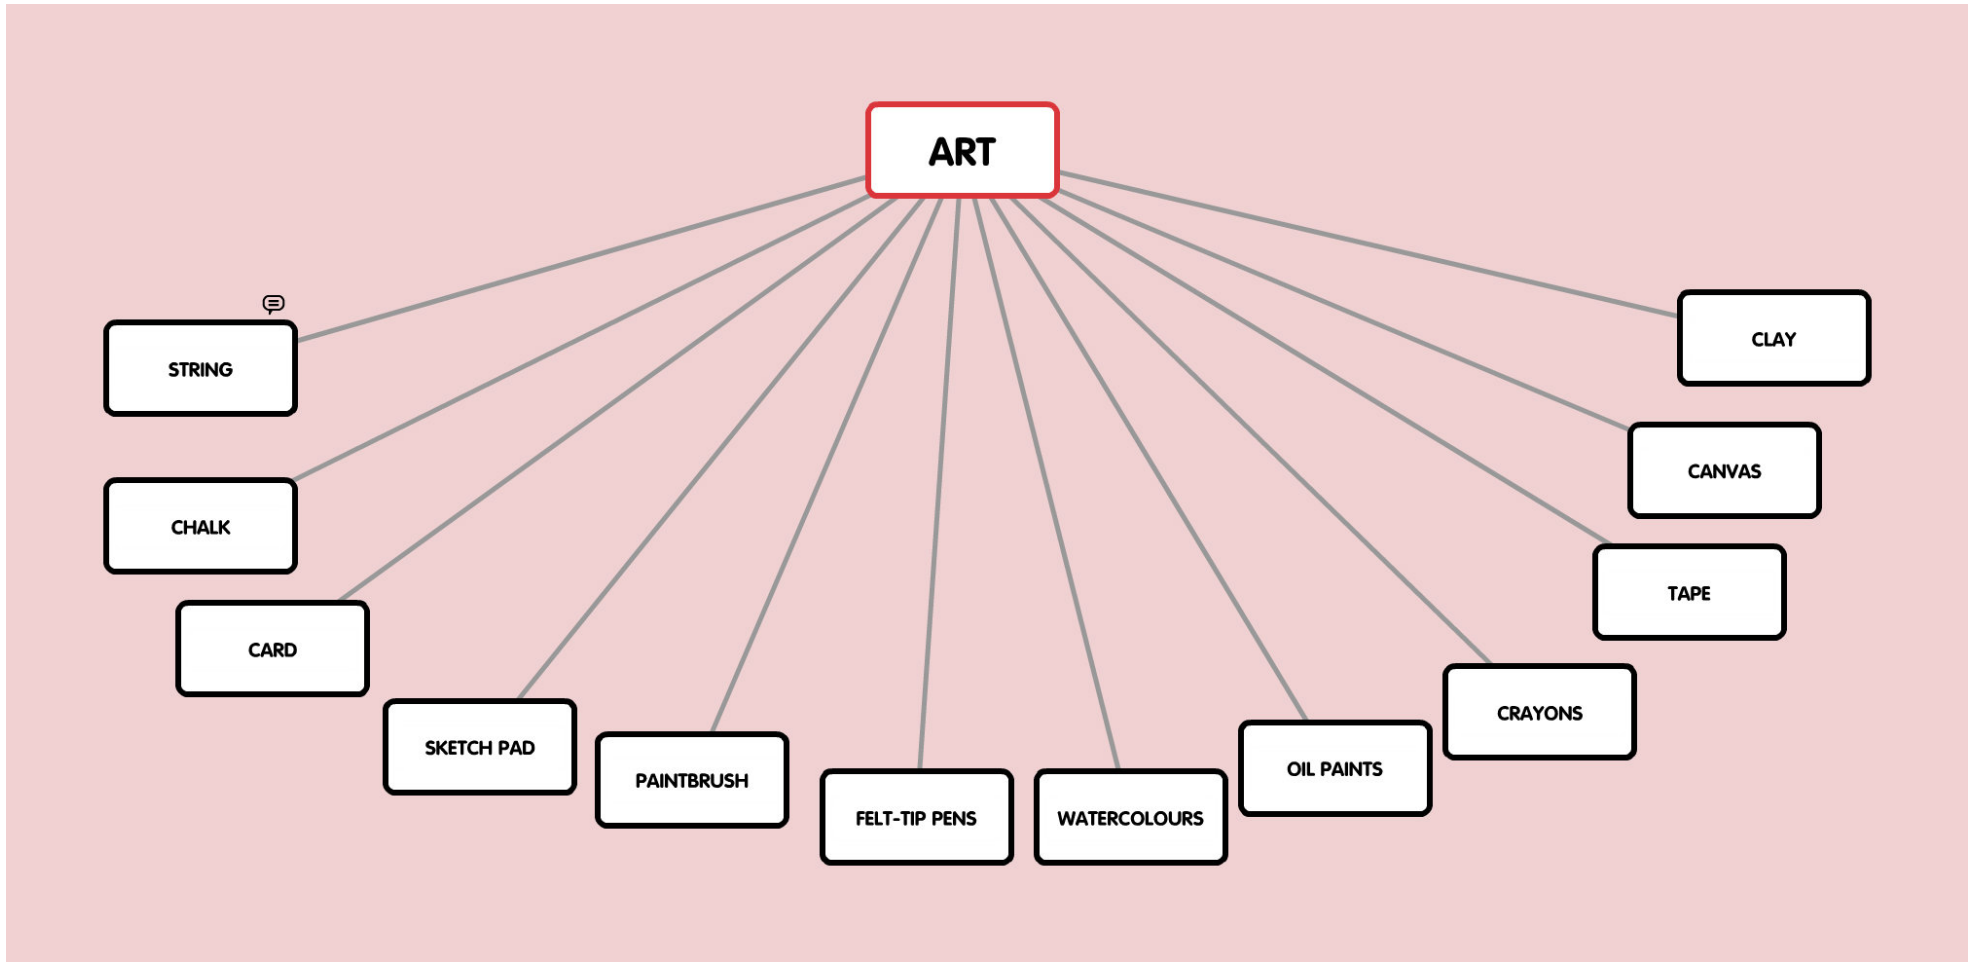 ART
STRING
CHALK
CARD
SKETCH PAD
PAINTBRUSH
FELT-TIP PENS
WATERCOLOURS
OIL PAINTS
CRAYONS
TAPE
CANVAS
CLAY